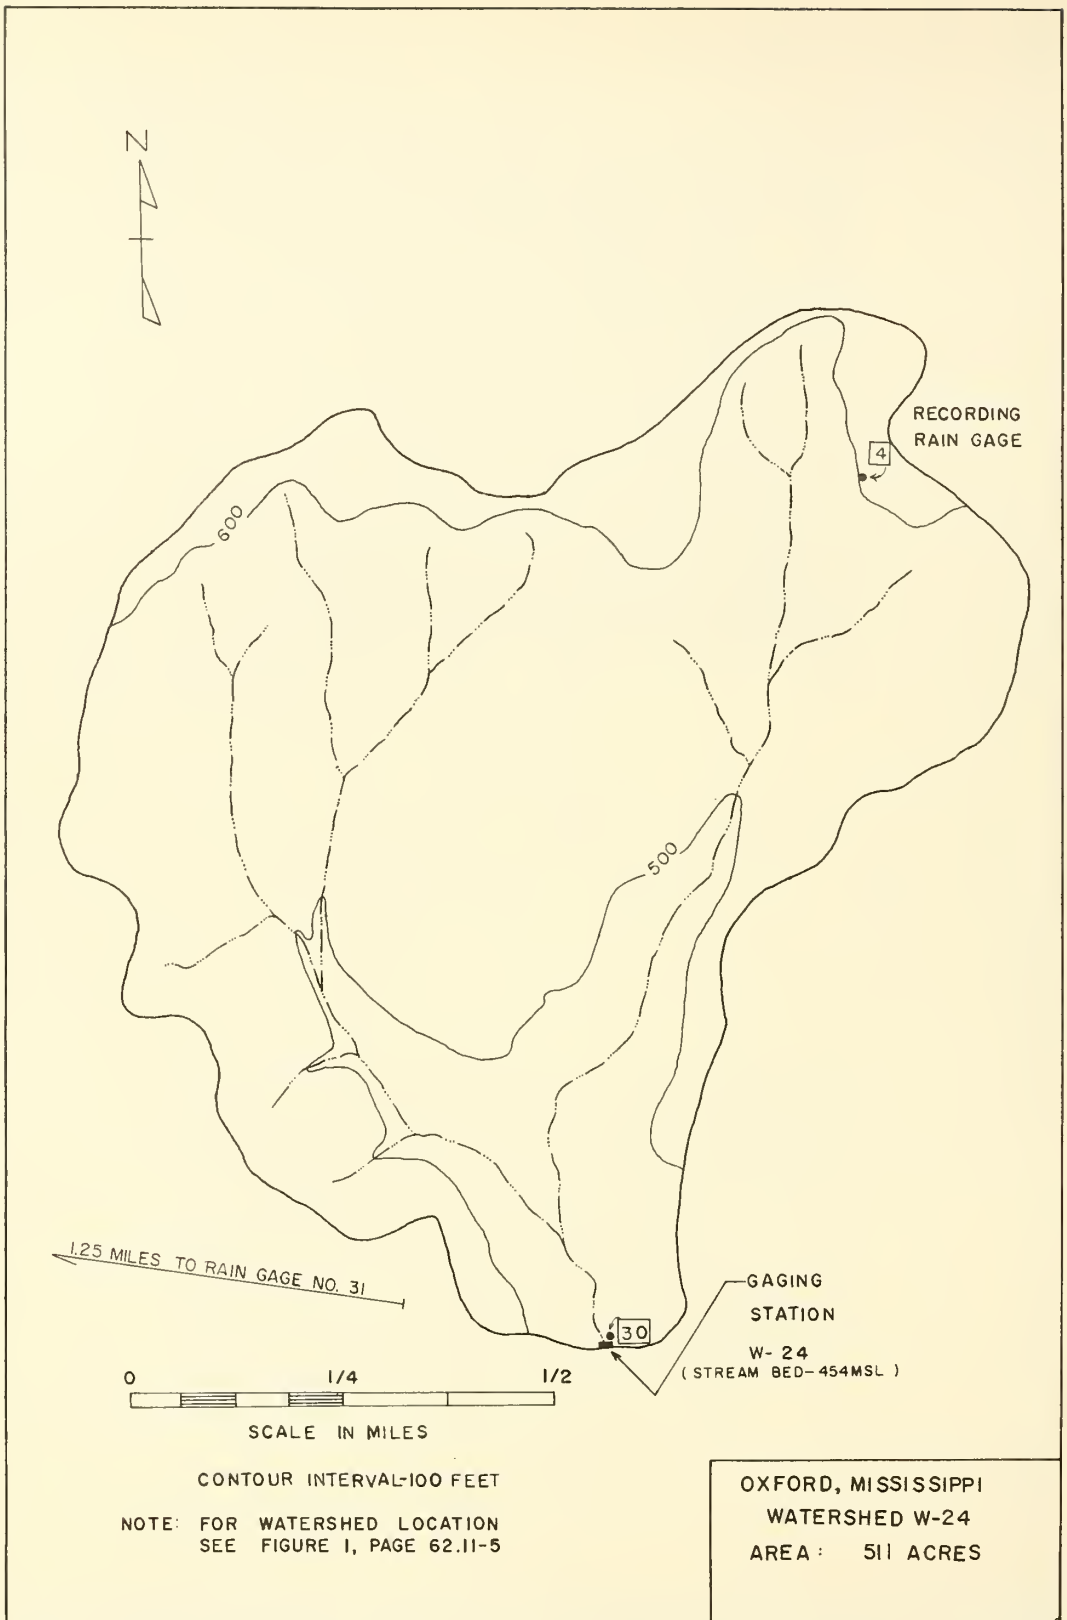 N
RECORDING
RAIN GAGE
4
600
500
1.25 MILES TO RAIN GAGE NO. 31
30
GAGING
STATION
W- 24
( STREAM BED-454MSL )
0 1/4 1/2
SCALE IN MILES
CONTOUR INTERVAL-100 FEET
NOTE: FOR WATERSHED LOCATION
SEE FIGURE 1, PAGE 62.11-5
OXFORD, MISSISSIPPI
WATERSHED W-24
AREA: 511 ACRES